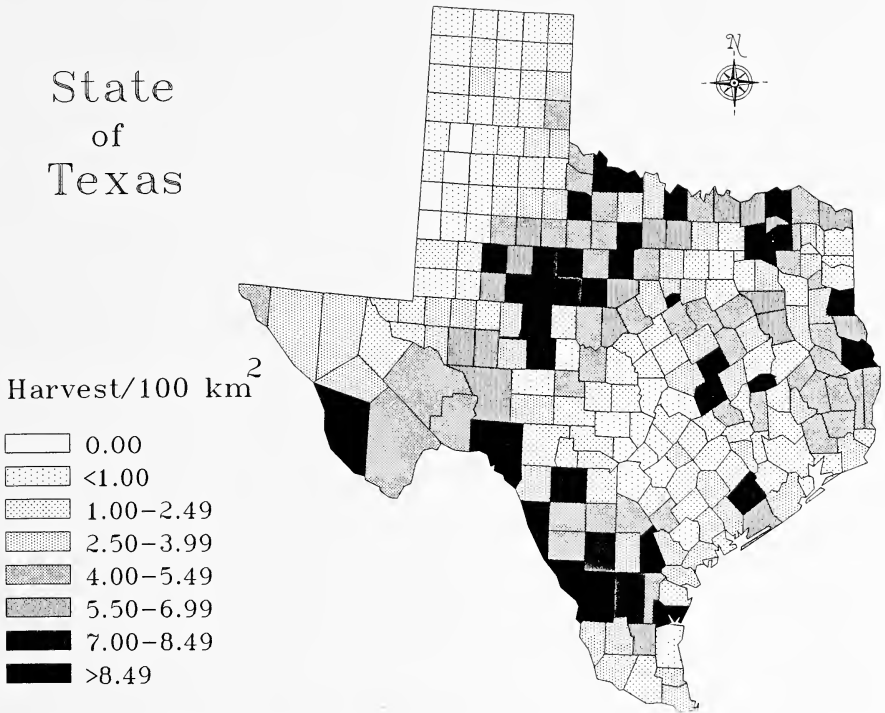 N
State
of
Texas
Harvest/100 km²
0.00
<1.00
1.00-2.49
2.50-3.99
4.00-5.49
5.50-6.99
7.00-8.49
>8.49